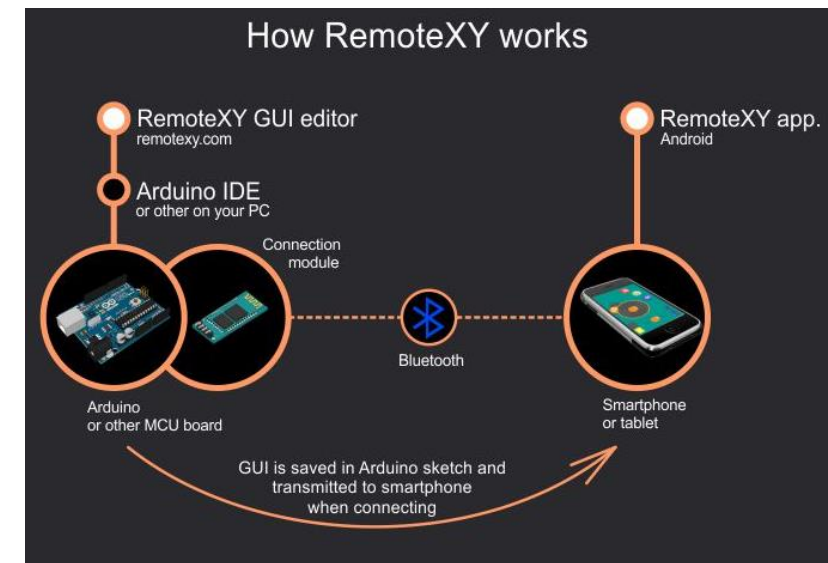 How RemoteXY works
RemoteXY GUI editor
remotexy.com
Arduino IDE
or other on your PC
Connection
module
RemoteXY app.
Android
Bluetooth
Arduino
or other MCU board
Smartphone
or tablet
GUI is saved in Arduino sketch and
transmitted to smartphone
when connecting